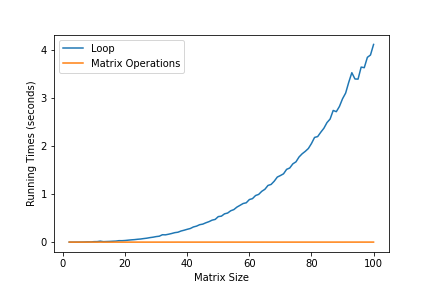 Loop
Matrix Operations
4
3
2
1
0
Running Times (seconds)
0 20 40 60 80 100
Matrix Size